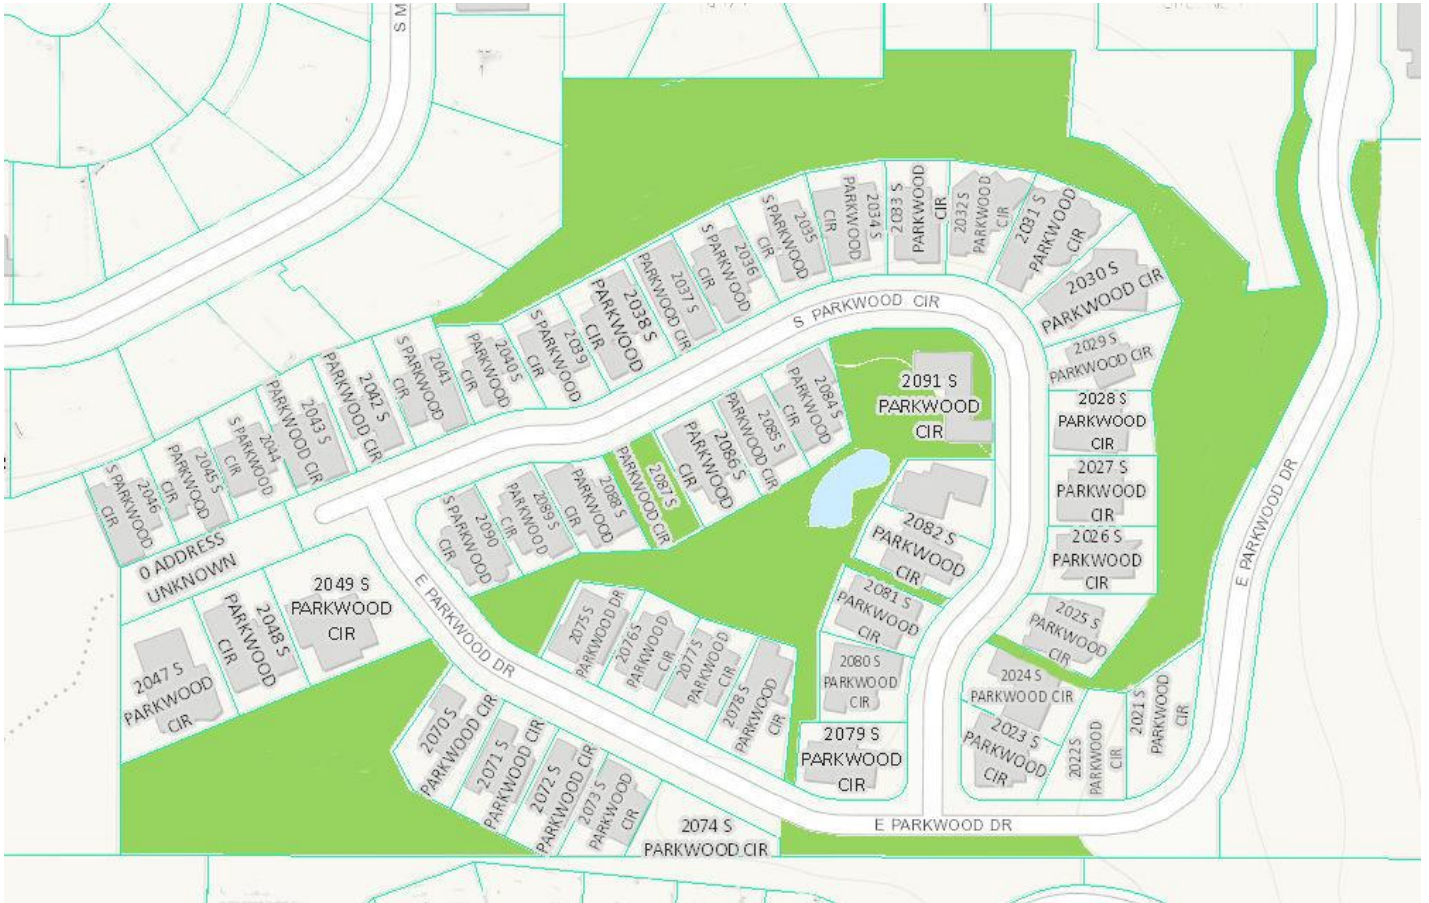 S M
S PARKWOOD CIR
2033 S
PARKWOOD
CIR
2032 S
PARKWOOD
CIR
2034 S
PARKWOOD
CIR
2035
S PARKWOOD
CIR
2031 S
PARKWOOD
CIR
2036
S PARKWOOD
CIR
2037 S
PARKWOOD CIR
2030 S
PARKWOOD CIR
2038 S
PARKWOOD
CIR
2039
S PARKWOOD
CIR
2029 S
PARKWOOD CIR
2040 S
PARKWOOD
CIR
2041
S PARKWOOD
CIR
2042 S
PARKWOOD CIR
2043 S
PARKWOOD CIR
2044
S PARKWOOD
CIR
2045 S
PARKWOOD
CIR
2046
S PARKWOOD
CIR
2091 S
PARKWOOD
CIR
2028 S
PARKWOOD
CIR
2084 S
PARKWOOD
CIR
2085 S
PARKWOOD CIR
2086 S
PARKWOOD
CIR
2087 S
PARKWOOD CIR
2088 S
PARKWOOD
CIR
2089 S
PARKWOOD
CIR
2090
S PARKWOOD
CIR
2027 S
PARKWOOD
CIR
2026 S
PARKWOOD
CIR
2082 S
PARKWOOD
CIR
E PARKWOOD DR
0 ADDRESS
UNKNOWN
2049 S
PARKWOOD
CIR
2048 S
PARKWOOD
CIR
2047 S
PARKWOOD
CIR
E PARKWOOD DR
2081 S
PARKWOOD
CIR
2025 S
PARKWOOD
CIR
2075 S
PARKWOOD DR
2076 S
PARKWOOD
CIR
2077 S
PARKWOOD
CIR
2078 S
PARKWOOD
CIR
2080 S
PARKWOOD
CIR
2024 S
PARKWOOD CIR
2023 S
PARKWOOD
CIR
2022 S
PARKWOOD
CIR
2021 S
PARKWOOD
CIR
2070 S
PARKWOOD CIR
2071 S
PARKWOOD CIR
2072 S
PARKWOOD CIR
2073 S
PARKWOOD
CIR
2079 S
PARKWOOD
CIR
2074 S
PARKWOOD CIR
E PARKWOOD DR